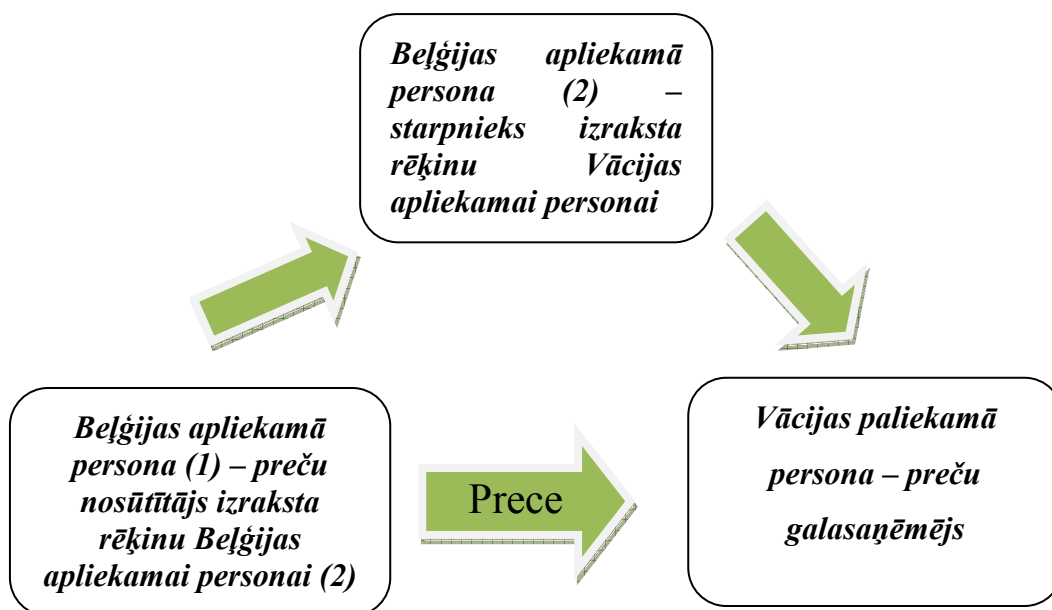 Beļģijas apliekamā
persona (2) –
starpnieks izraksta
rēķinu Vācijas
apliekamai personai
Beļģijas apliekamā
persona (1) – preču
nosūtītājs izraksta
rēķinu Beļģijas
apliekamai personai (2)
Prece
Vācijas paliekamā
persona – preču
galasaņēmējs